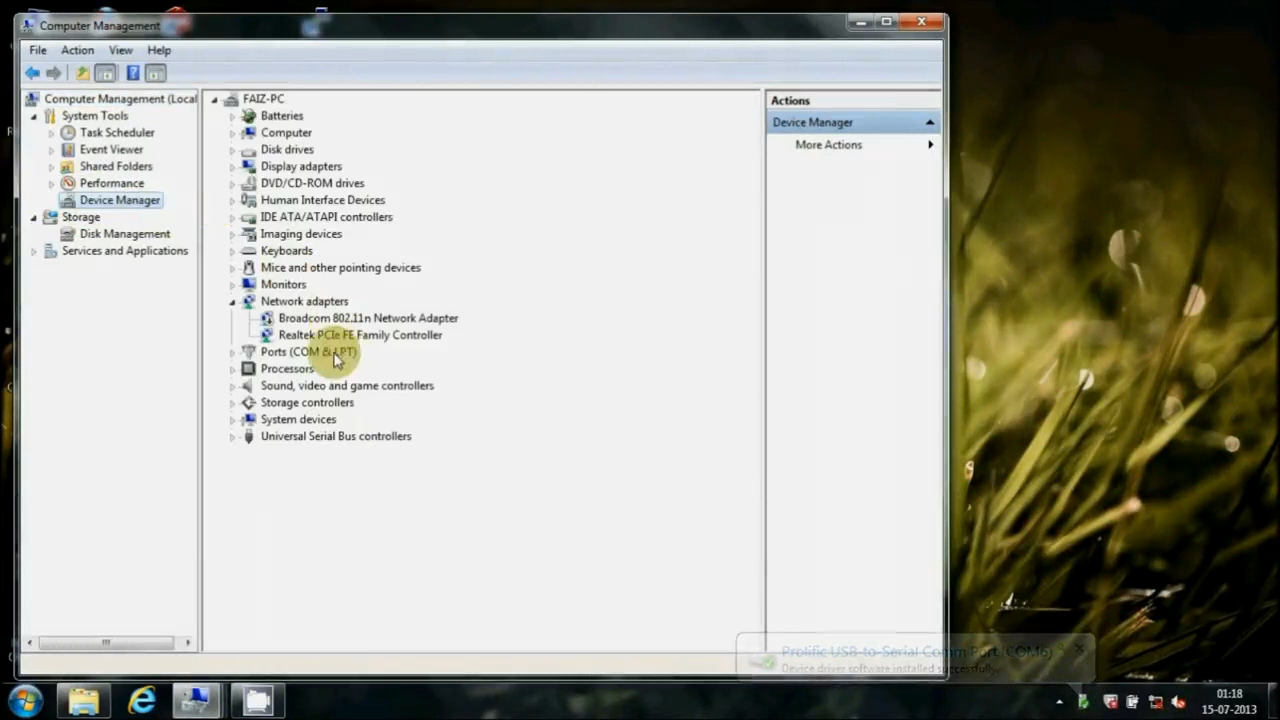 Computer Management
File Action View Help
Computer Management (Local
System Tools
Task Scheduler
Event Viewer
Shared Folders
Performance
Device Manager
Storage
Disk Management
Services and Applications
FAIZ-PC
Batteries
Computer
Disk drives
Display adapters
DVD/CD-ROM drives
Human Interface Devices
IDE ATA/ATAPI controllers
Imaging devices
Keyboards
Mice and other pointing devices
Monitors
Network adapters
Broadcom 802.11n Network Adapter
Realtek PCIe FE Family Controller
Ports (COM & LPT)
Processors
Sound, video and game controllers
Storage controllers
System devices
Universal Serial Bus controllers
Actions
Device Manager
More Actions
Prolific USB-to-Serial Comm Port (COM6)
Device driver software installed successfully.
01:18
15-07-2013